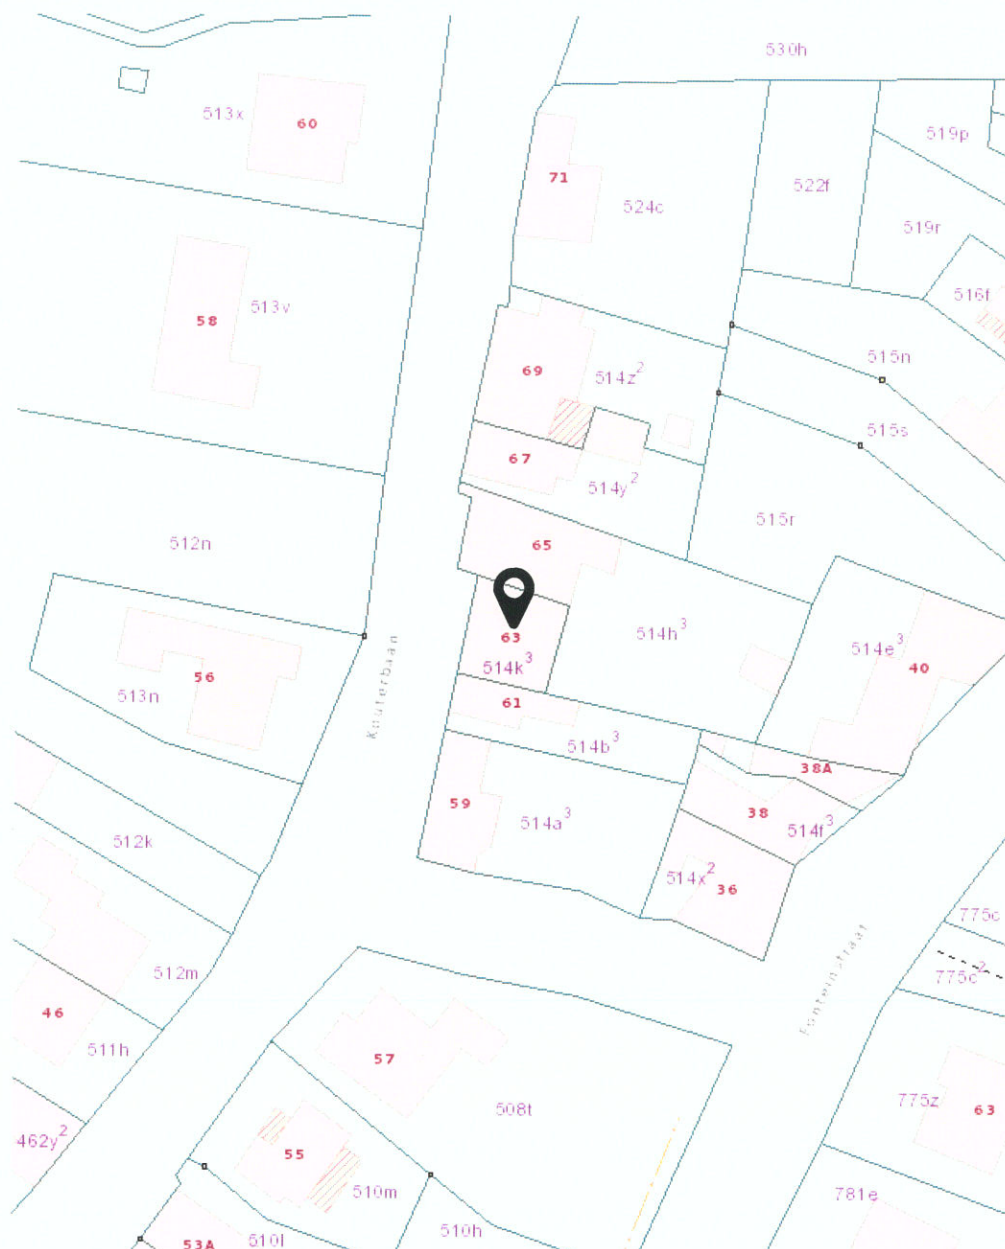 530h
513x
60
519p
71
522f
524c
519r
516f
58
513v
515n
69
514z²
515s
67
514y²
515r
512n
65
63
514k³
514h³
514e³
40
Kouterbaan
56
513n
61
514b³
38A
59
514a³
38
514f³
512k
514x²
36
775c
775c²
512m
Fonteinstraat
46
511h
57
508t
775z
63
462y²
55
510m
781e
510h
53A
510l